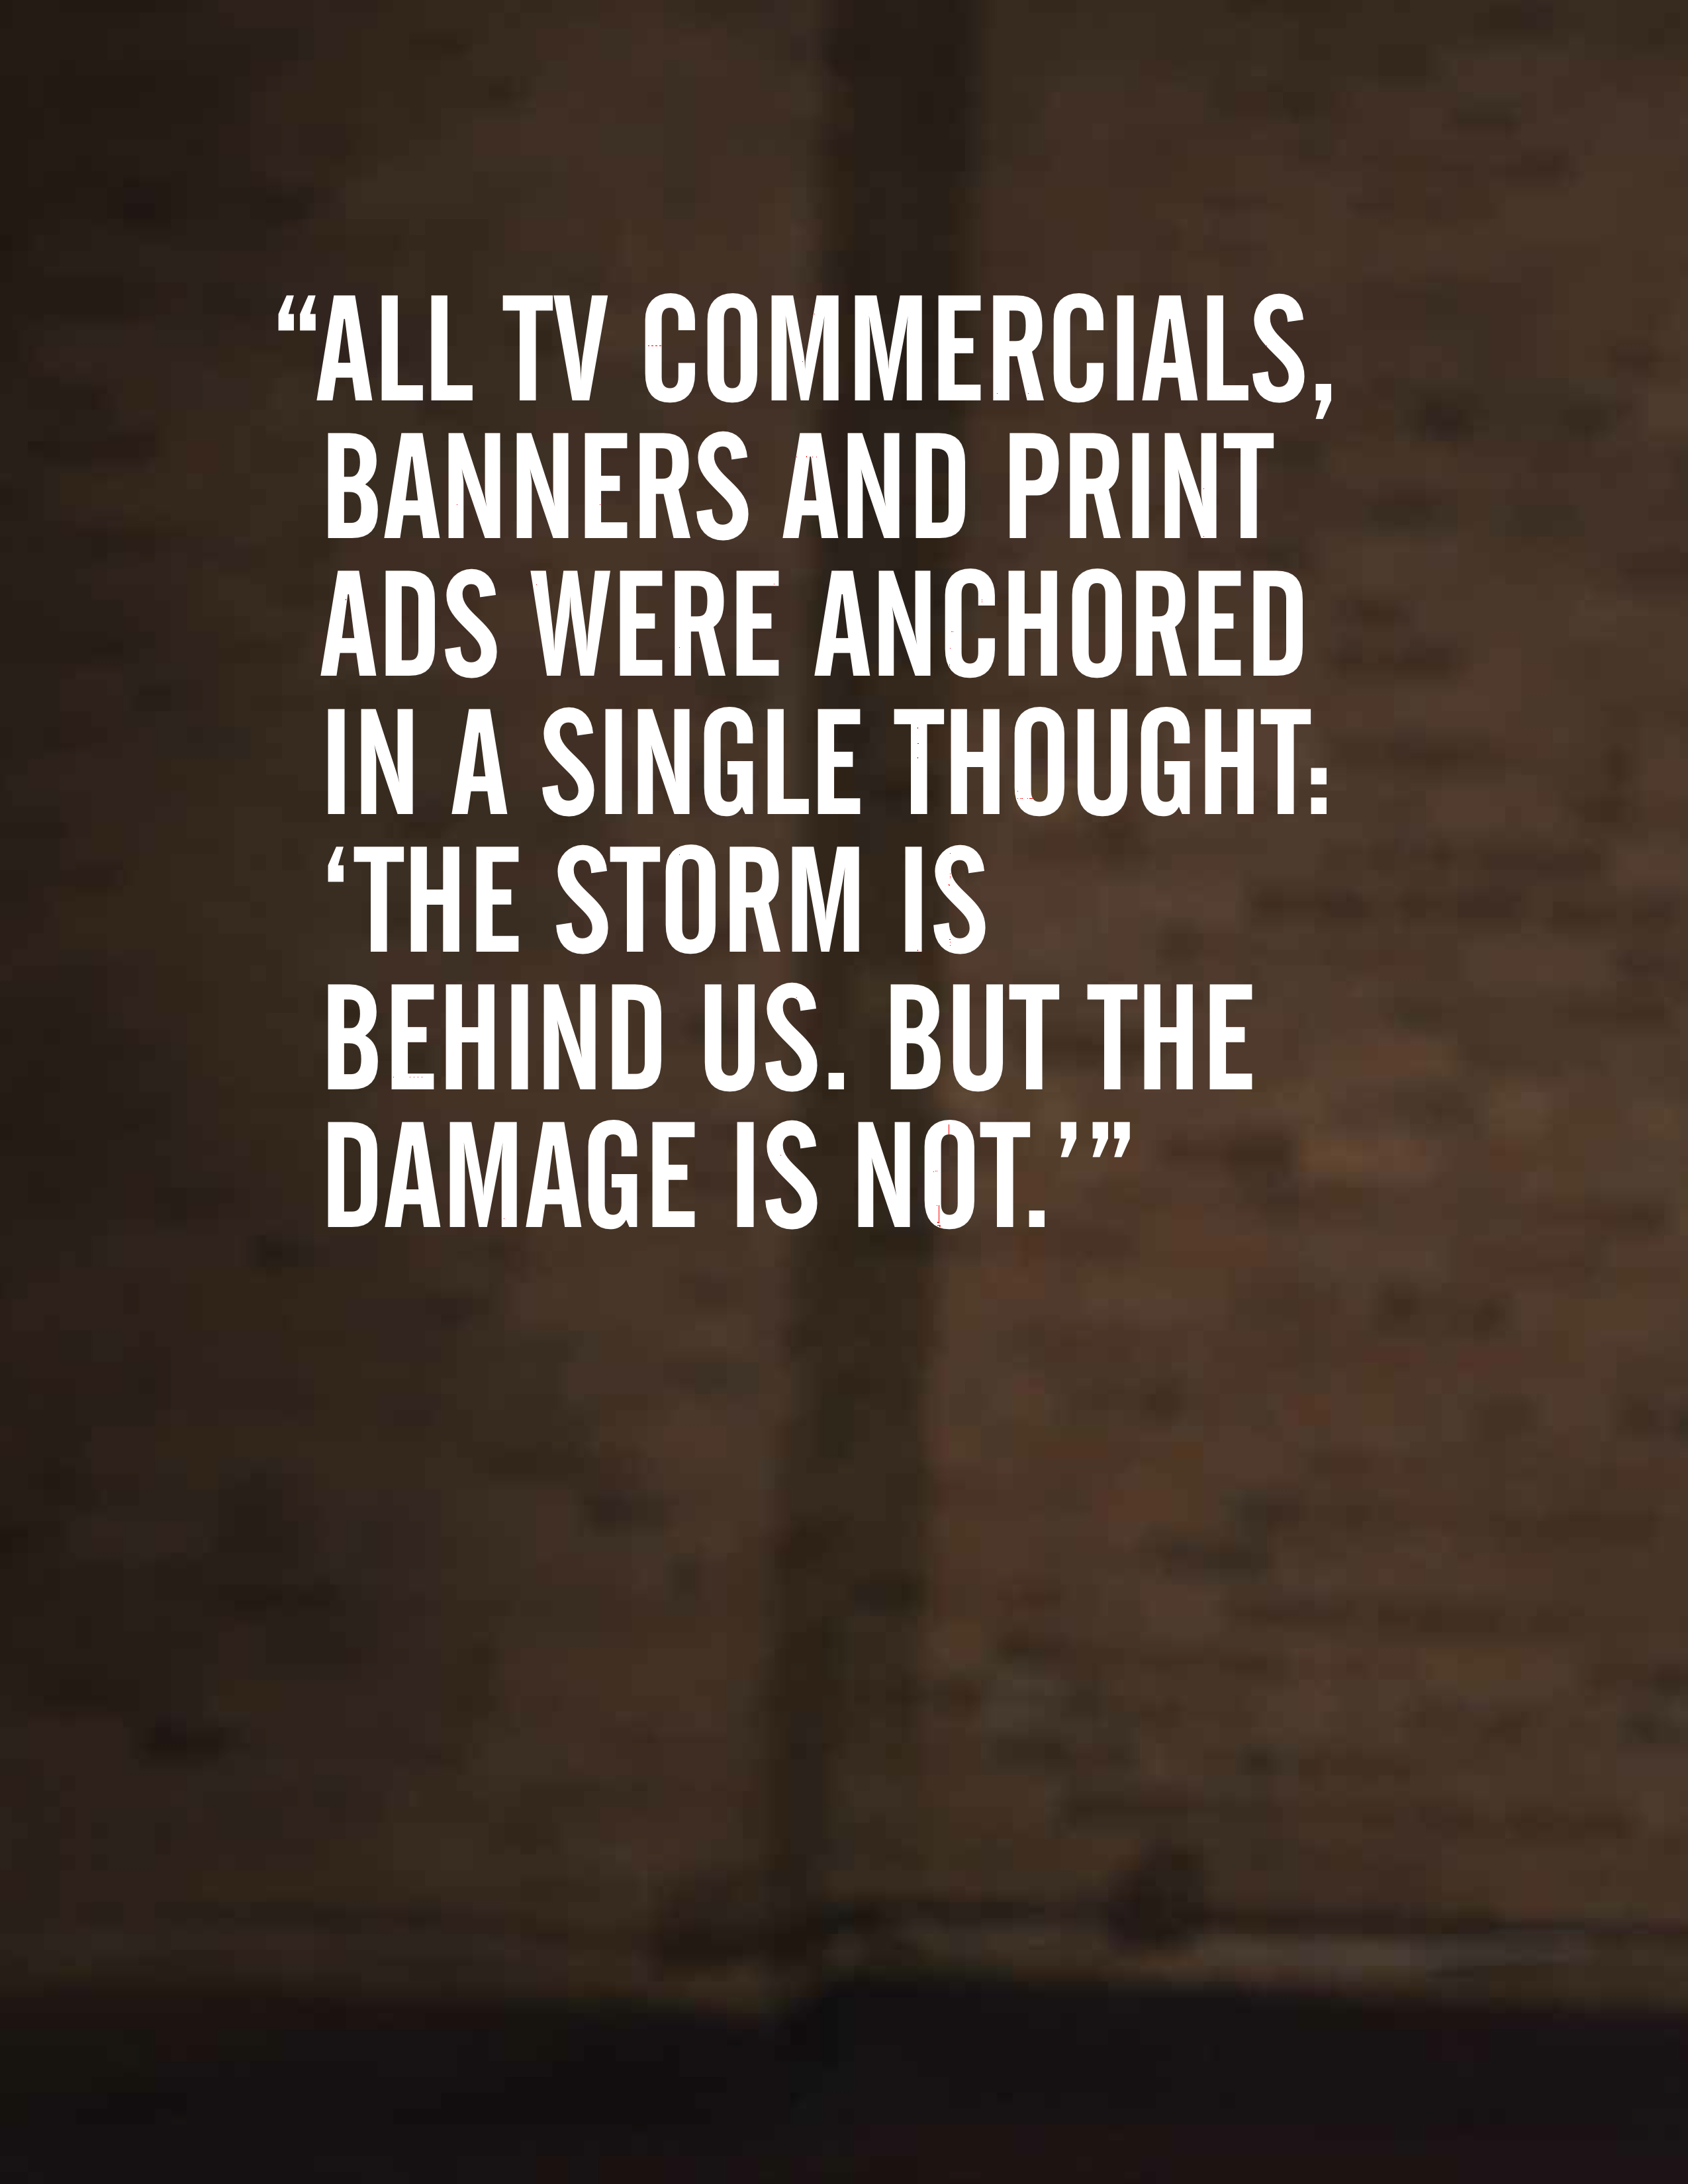 “ALL TV COMMERCIALS,
BANNERS AND PRINT
ADS WERE ANCHORED
IN A SINGLE THOUGHT:
‘THE STORM IS
BEHIND US. BUT THE
DAMAGE IS NOT.’”